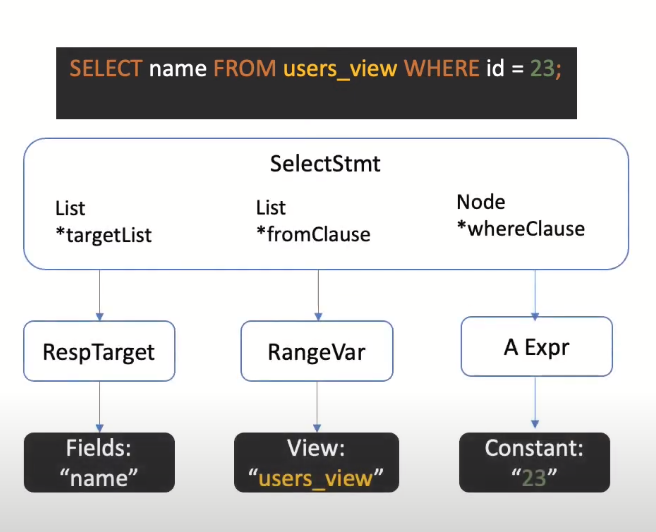 SELECT name FROM users_view WHERE id = 23;
SelectStmt
List
*targetList
List
*fromClause
Node
*whereClause
RespTarget
RangeVar
A Expr
Fields:
“name”
View:
“users_view”
Constant:
“23”